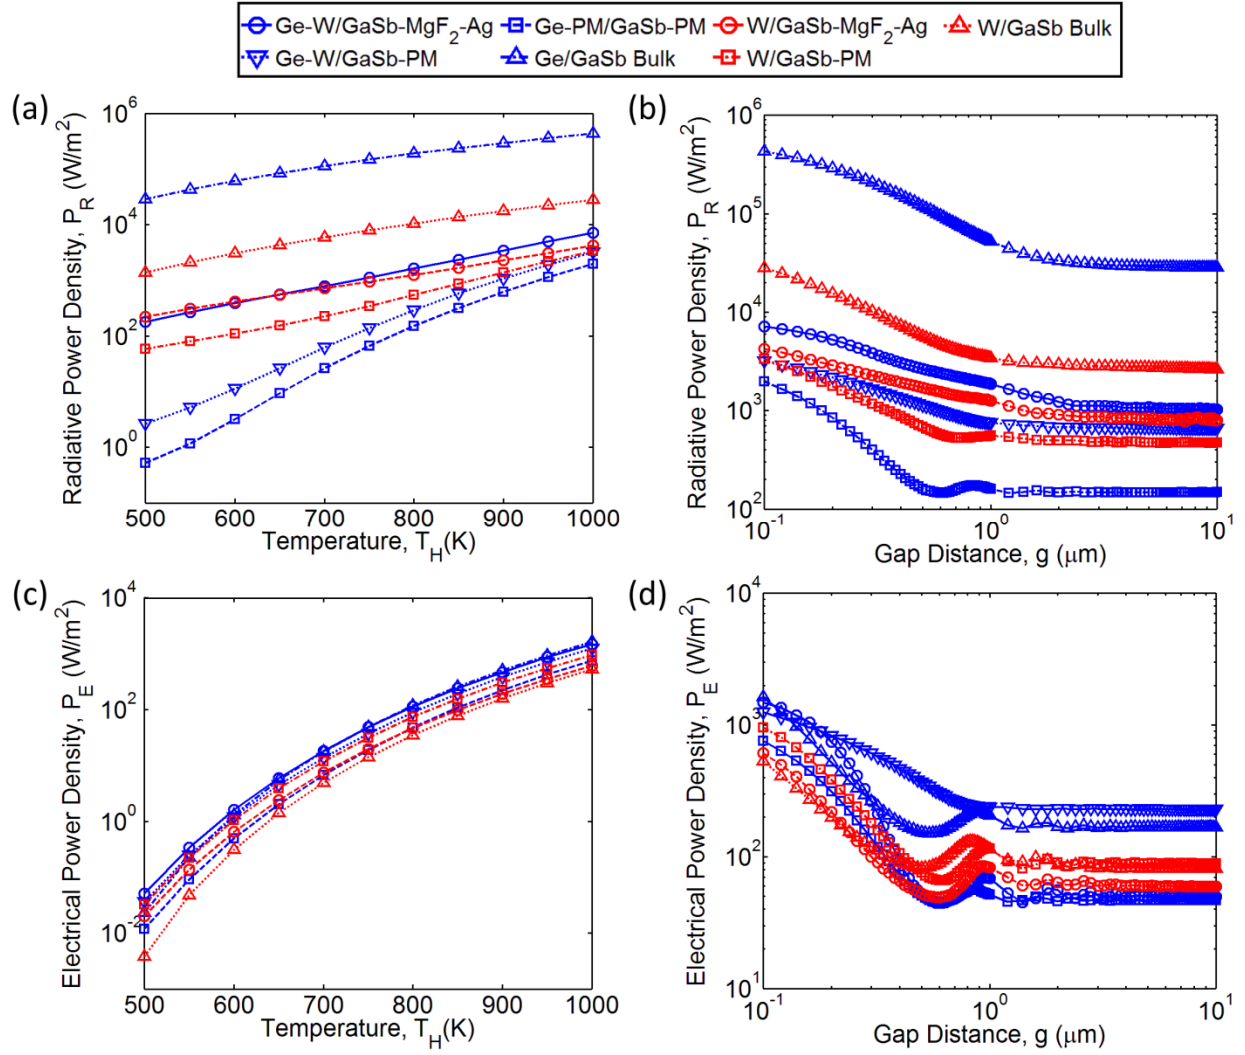 Ge-W/GaSb-MgF2-Ag Ge-PM/GaSb-PM W/GaSb-MgF2-Ag W/GaSb Bulk
Ge-W/GaSb-PM Ge/GaSb Bulk W/GaSb-PM
(a)
Radiative Power Density, P_R (W/m^2)
10^6
10^4
10^2
10^0
500 600 700 800 900 1000
Temperature, T_H(K)
(b)
Radiative Power Density, P_R (W/m^2)
10^6
10^5
10^4
10^3
10^2
10^-1 10^0 10^1
Gap Distance, g (μm)
(c)
Electrical Power Density, P_E (W/m^2)
10^4
10^2
10^0
10^-2
500 600 700 800 900 1000
Temperature, T_H(K)
(d)
Electrical Power Density, P_E (W/m^2)
10^4
10^3
10^2
10^1
10^-1 10^0 10^1
Gap Distance, g (μm)